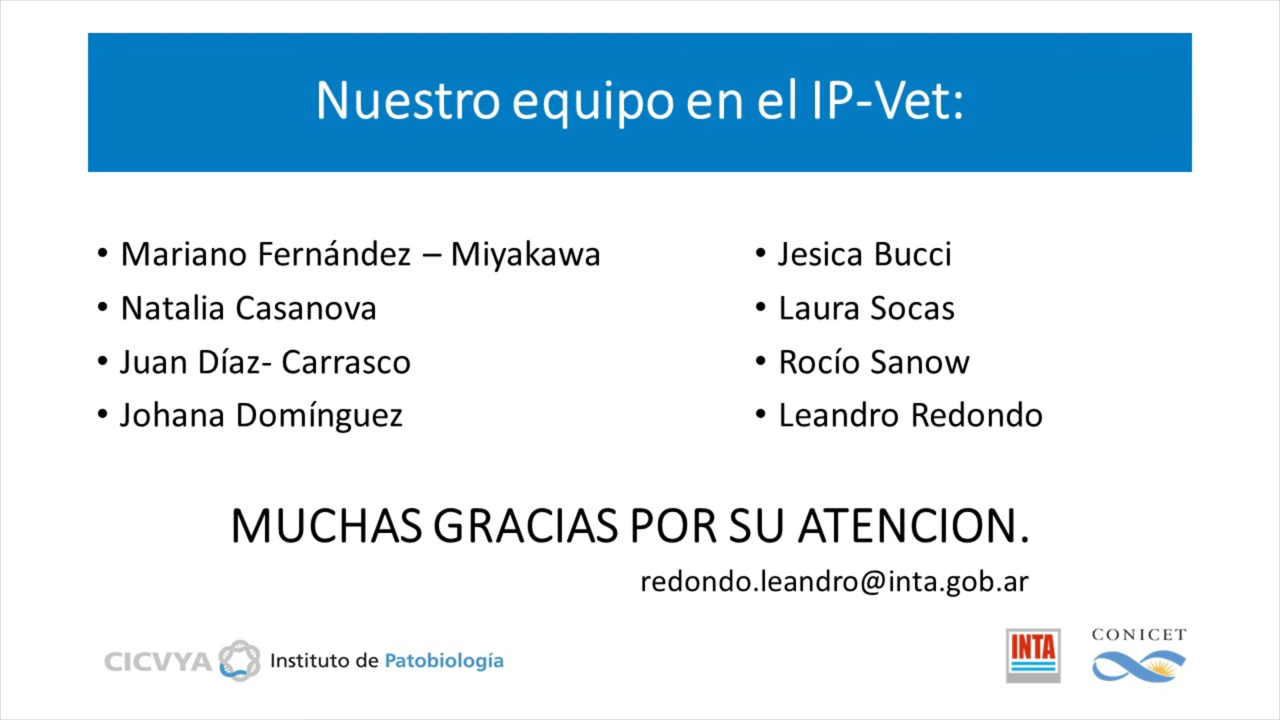 Nuestro equipo en el IP-Vet:
• Mariano Fernández – Miyakawa
• Natalia Casanova
• Juan Díaz- Carrasco
• Johana Domínguez
• Jesica Bucci
• Laura Socas
• Rocío Sanow
• Leandro Redondo
MUCHAS GRACIAS POR SU ATENCION.
redondo.leandro@inta.gob.ar
CICVYA Instituto de Patobiología
INTA
CONICET